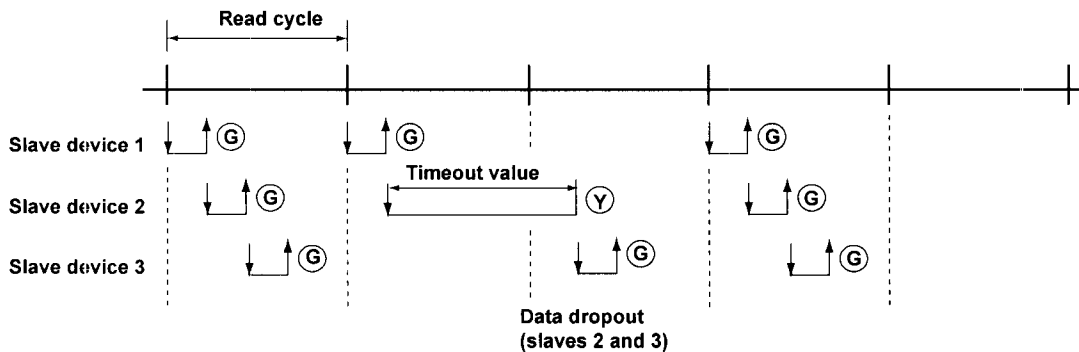 Read cycle
Slave device 1
G
G
G
Timeout value
Slave device 2
G
Y
G
Slave device 3
G
G
G
Data dropout
(slaves 2 and 3)